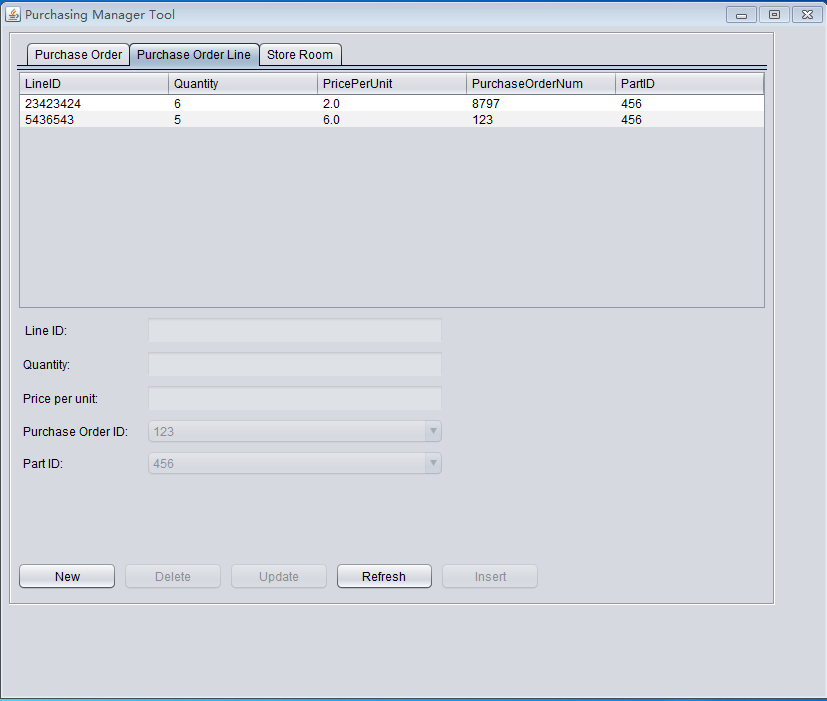 Purchasing Manager Tool
Purchase Order Purchase Order Line Store Room
LineID Quantity PricePerUnit PurchaseOrderNum PartID
23423424 6 2.0 8797 456
5436543 5 6.0 123 456
Line ID:
Quantity:
Price per unit:
Purchase Order ID: 123
Part ID: 456
New Delete Update Refresh Insert